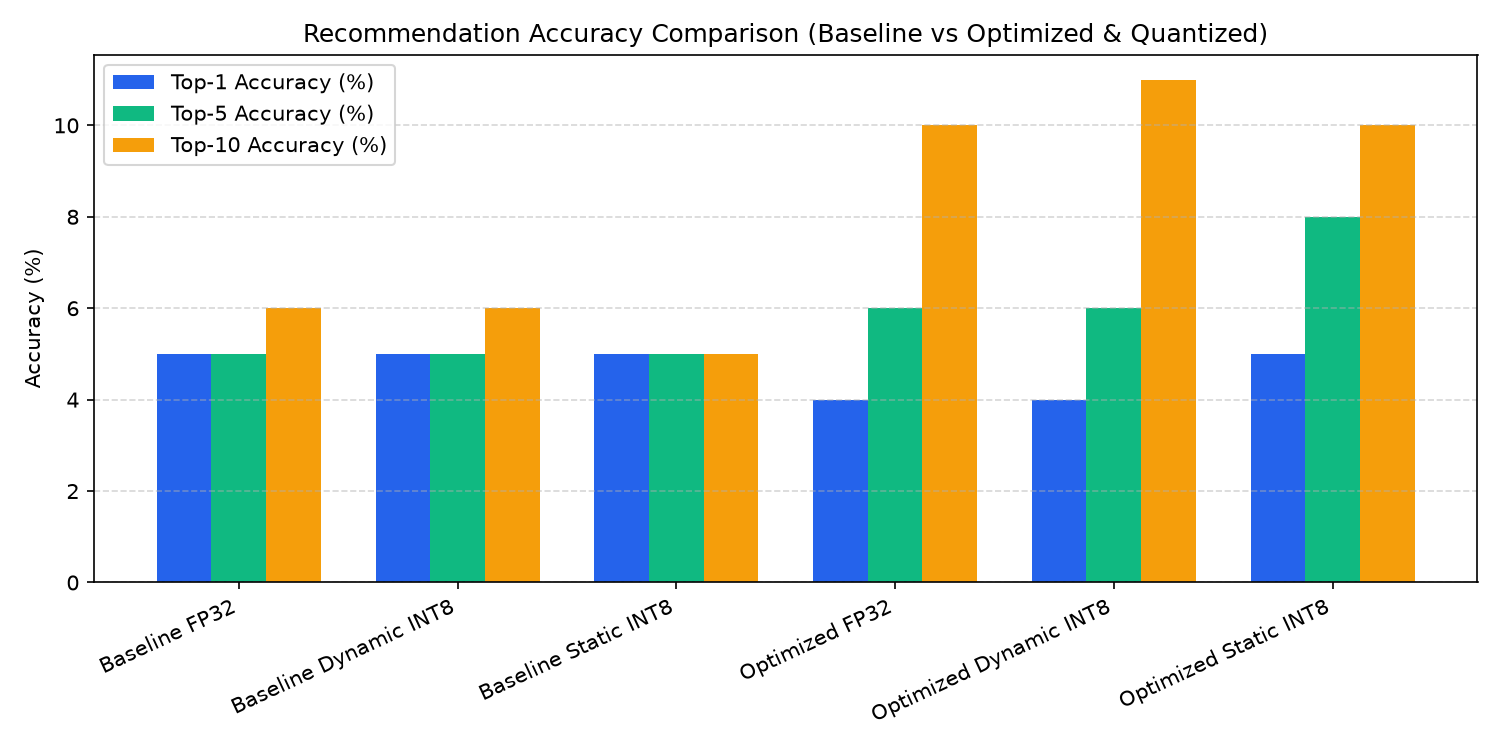 Recommendation Accuracy Comparison (Baseline vs Optimized & Quantized)
Top-1 Accuracy (%)
Top-5 Accuracy (%)
Top-10 Accuracy (%)
Accuracy (%)
10
8
6
4
2
0
Baseline FP32
Baseline Dynamic INT8
Baseline Static INT8
Optimized FP32
Optimized Dynamic INT8
Optimized Static INT8